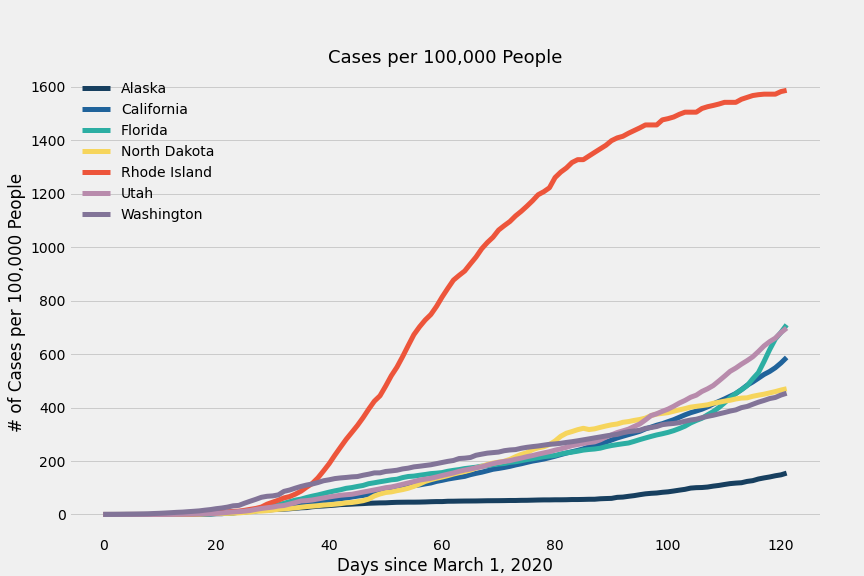 Cases per 100,000 People
# of Cases per 100,000 People
1600
1400
1200
1000
800
600
400
200
0
Alaska
California
Florida
North Dakota
Rhode Island
Utah
Washington
0 20 40 60 80 100 120
Days since March 1, 2020